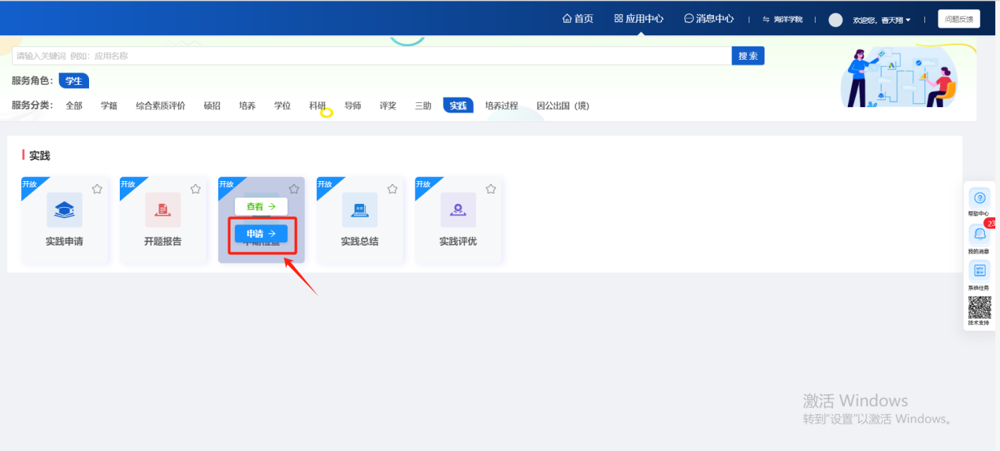 首页 应用中心 消息中心 海洋学院 欢迎您，曹天翔 问题反馈
请输入关键词 例如：应用名称 搜索
服务角色： 学生
服务分类： 全部 学籍 综合素质评价 硕招 培养 学位 科研 导师 评奖 三助 实践 培养过程 因公出国（境）
实践
开放 开放 开放 开放 开放
查看 →
申请 →
实践申请 开题报告 中期检查 实践总结 实践评优
帮助中心
23
我的消息
系统任务
技术支持
激活 Windows
转到"设置"以激活 Windows。